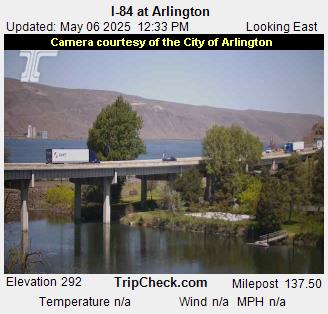 I-84 at Arlington
Updated: May 06 2025 12:33 PM Looking East
Camera courtesy of the City of Arlington
Elevation 292 TripCheck.com Milepost 137.50
Temperature n/a Wind n/a MPH n/a